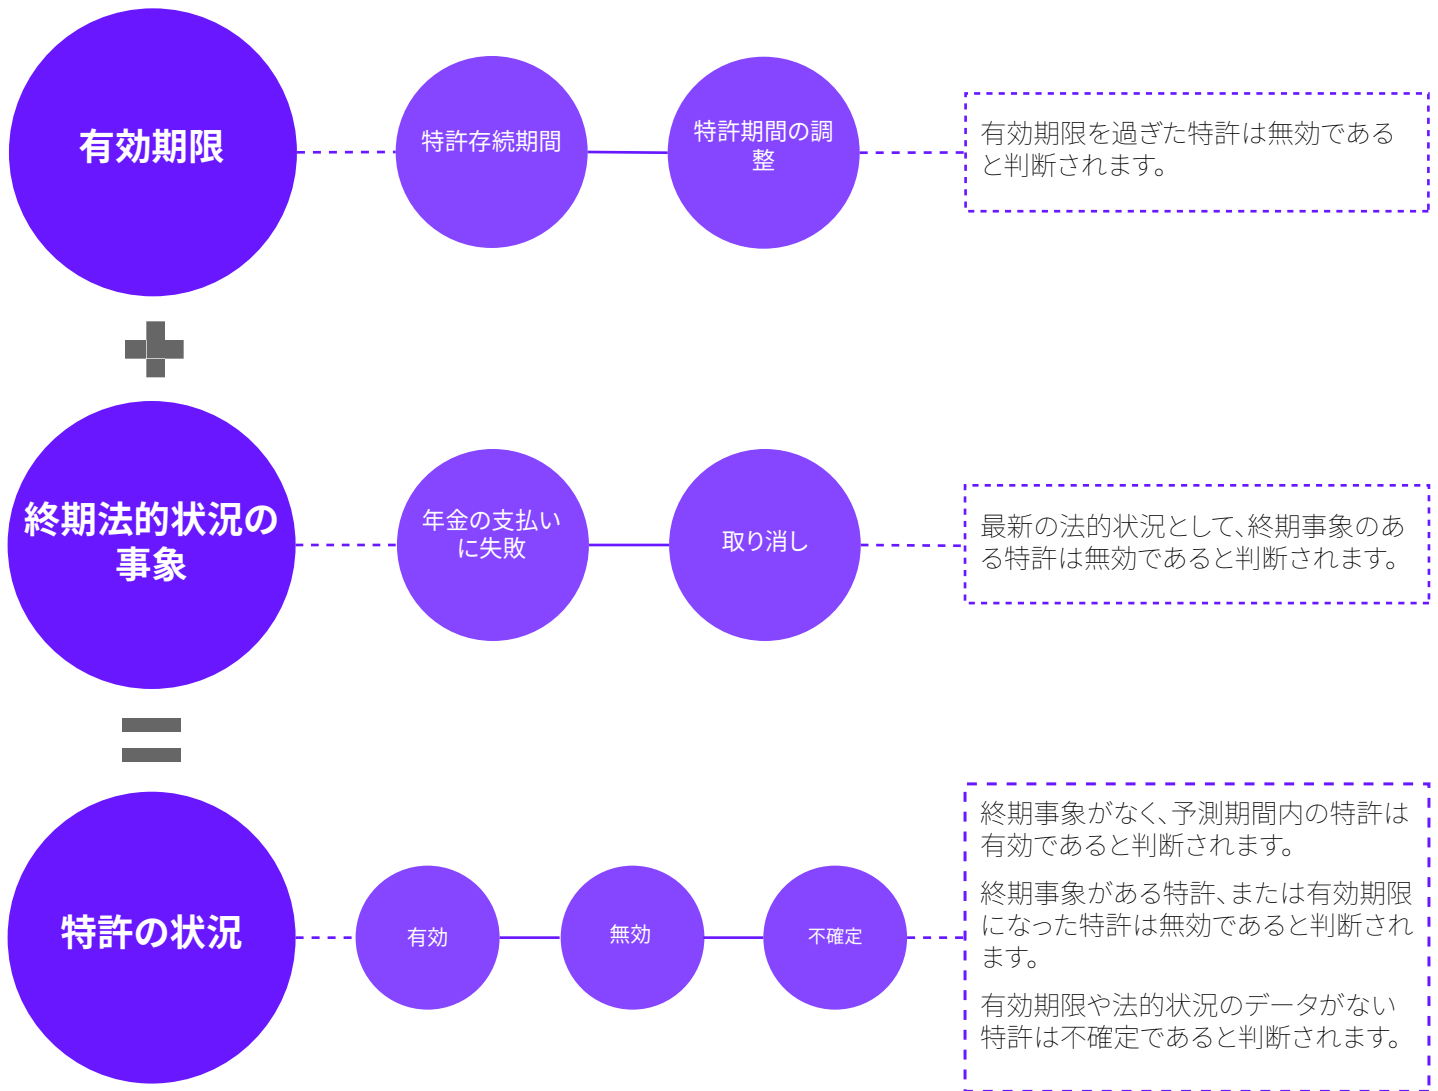 有効期限
特許存続期間
特許期間の調
整
有効期限を過ぎた特許は無効である
と判断されます。
終期法的状況の
事象
年金の支払い
に失敗
取り消し
最新の法的状況として、終期事象のあ
る特許は無効であると判断されます。
特許の状況
有効
無効
不確定
終期事象がなく、予測期間内の特許は
有効であると判断されます。
終期事象がある特許、または有効期限
になった特許は無効であると判断され
ます。
有効期限や法的状況のデータがない
特許は不確定であると判断されます。